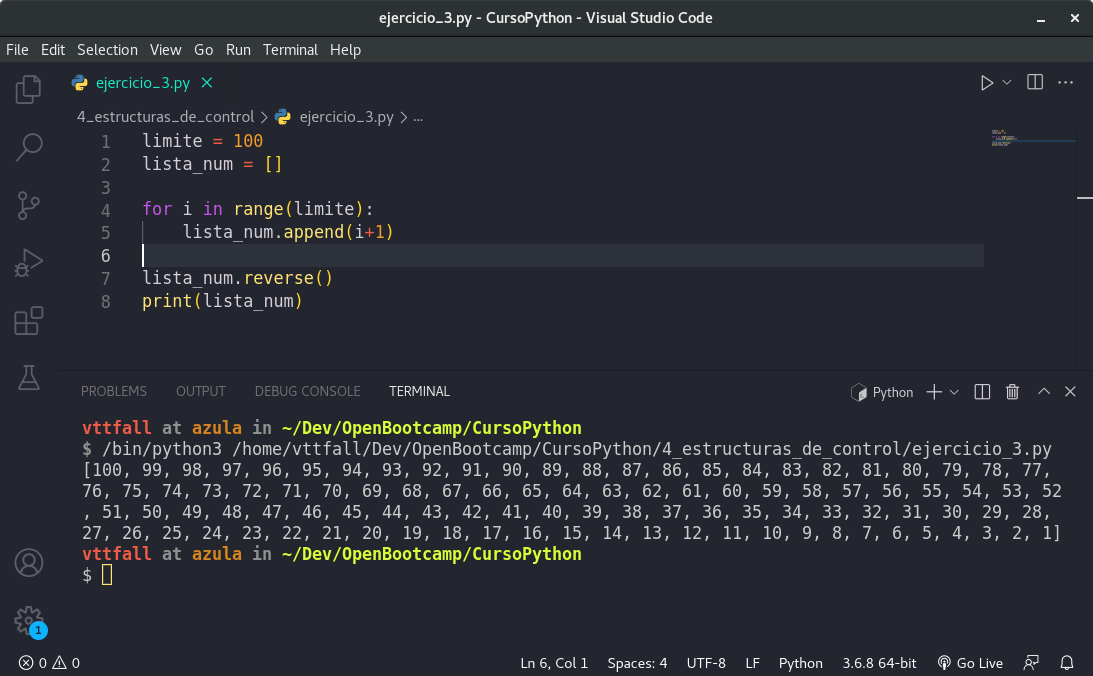 ejercicio_3.py - CursoPython - Visual Studio Code
File Edit Selection View Go Run Terminal Help
ejercicio_3.py
4_estructuras_de_control > ejercicio_3.py > ...
1 limite = 100
2 lista_num = []
3
4 for i in range(limite):
5     lista_num.append(i+1)
6
7 lista_num.reverse()
8 print(lista_num)
PROBLEMS OUTPUT DEBUG CONSOLE TERMINAL Python
vttfall at azula in ~/Dev/OpenBootcamp/CursoPython
$ /bin/python3 /home/vttfall/Dev/OpenBootcamp/CursoPython/4_estructuras_de_control/ejercicio_3.py
[100, 99, 98, 97, 96, 95, 94, 93, 92, 91, 90, 89, 88, 87, 86, 85, 84, 83, 82, 81, 80, 79, 78, 77,
76, 75, 74, 73, 72, 71, 70, 69, 68, 67, 66, 65, 64, 63, 62, 61, 60, 59, 58, 57, 56, 55, 54, 53, 52
, 51, 50, 49, 48, 47, 46, 45, 44, 43, 42, 41, 40, 39, 38, 37, 36, 35, 34, 33, 32, 31, 30, 29, 28,
27, 26, 25, 24, 23, 22, 21, 20, 19, 18, 17, 16, 15, 14, 13, 12, 11, 10, 9, 8, 7, 6, 5, 4, 3, 2, 1]
vttfall at azula in ~/Dev/OpenBootcamp/CursoPython
$
1
0 0 Ln 6, Col 1 Spaces: 4 UTF-8 LF Python 3.6.8 64-bit Go Live